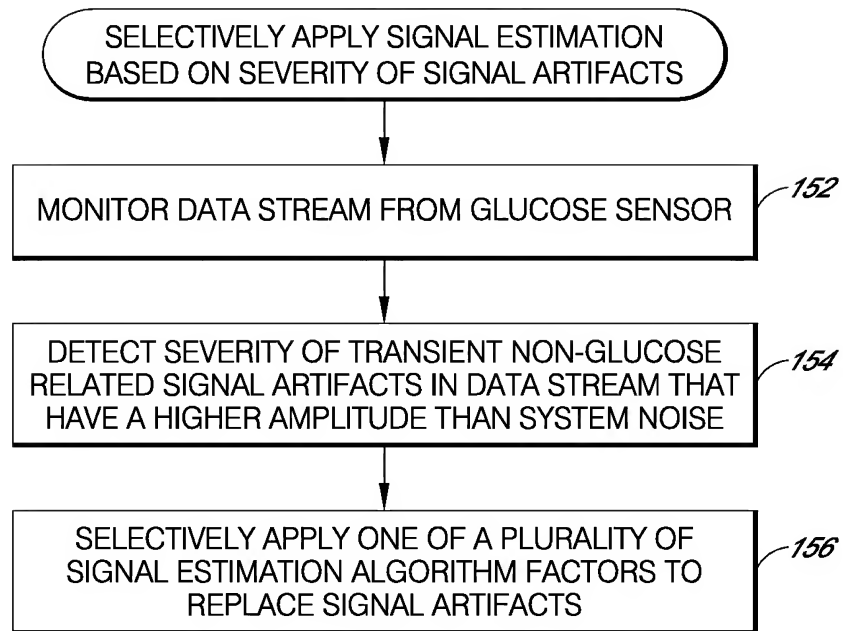 SELECTIVELY APPLY SIGNAL ESTIMATION
BASED ON SEVERITY OF SIGNAL ARTIFACTS
MONITOR DATA STREAM FROM GLUCOSE SENSOR
152
DETECT SEVERITY OF TRANSIENT NON-GLUCOSE
RELATED SIGNAL ARTIFACTS IN DATA STREAM THAT
HAVE A HIGHER AMPLITUDE THAN SYSTEM NOISE
154
SELECTIVELY APPLY ONE OF A PLURALITY OF
SIGNAL ESTIMATION ALGORITHM FACTORS TO
REPLACE SIGNAL ARTIFACTS
156